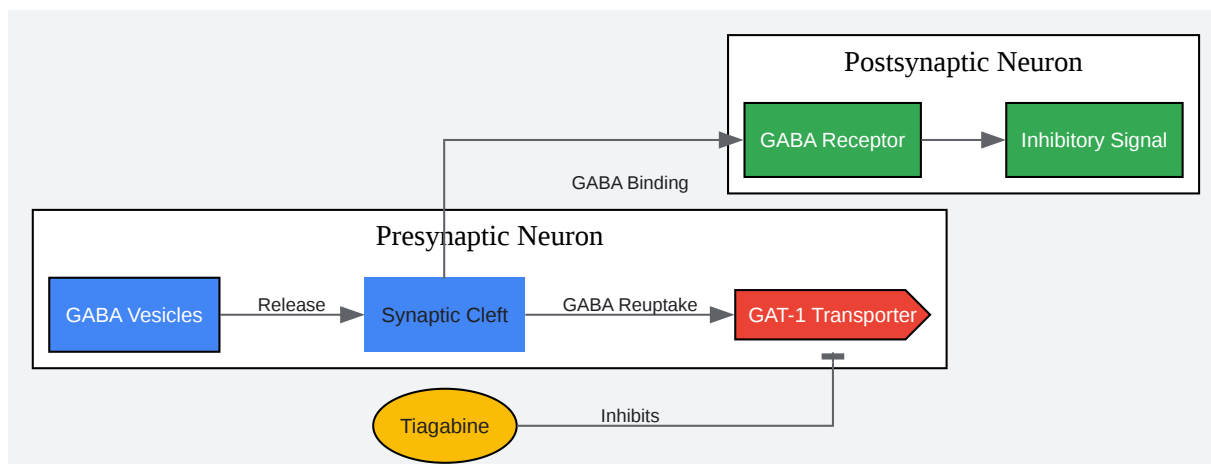 Postsynaptic Neuron
GABA Receptor
Inhibitory Signal
GABA Binding
Presynaptic Neuron
GABA Vesicles
Release
Synaptic Cleft
GABA Reuptake
GAT-1 Transporter
Tiagabine
Inhibits